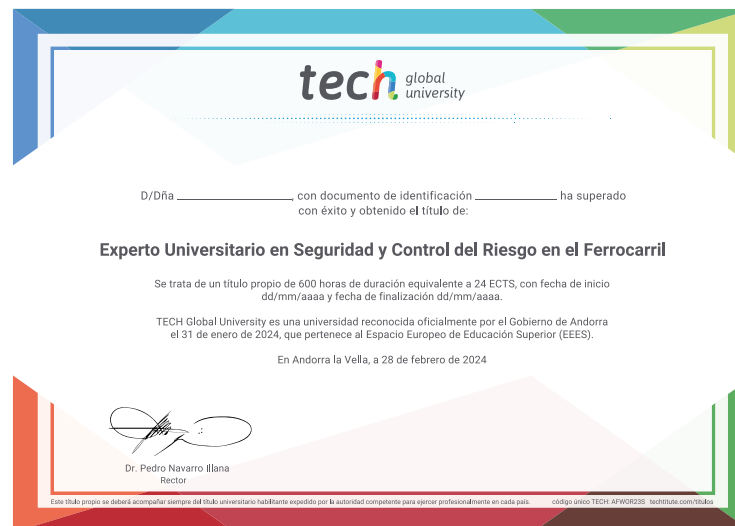 tech global university
D/Dña ____________, con documento de identificación ____________ ha superado
con éxito y obtenido el título de:
Experto Universitario en Seguridad y Control del Riesgo en el Ferrocarril
Se trata de un título propio de 600 horas de duración equivalente a 24 ECTS, con fecha de inicio
dd/mm/aaaa y fecha de finalización dd/mm/aaaa.
TECH Global University es una universidad reconocida oficialmente por el Gobierno de Andorra
el 31 de enero de 2024, que pertenece al Espacio Europeo de Educación Superior (EEES).
En Andorra la Vella, a 28 de febrero de 2024
Dr. Pedro Navarro Illana
Rector
Este título propio se deberá acompañar siempre del título universitario habilitante expedido por la autoridad competente para ejercer profesionalmente en cada país. código único TECH: AFWOR23S techtitute.com/titulos